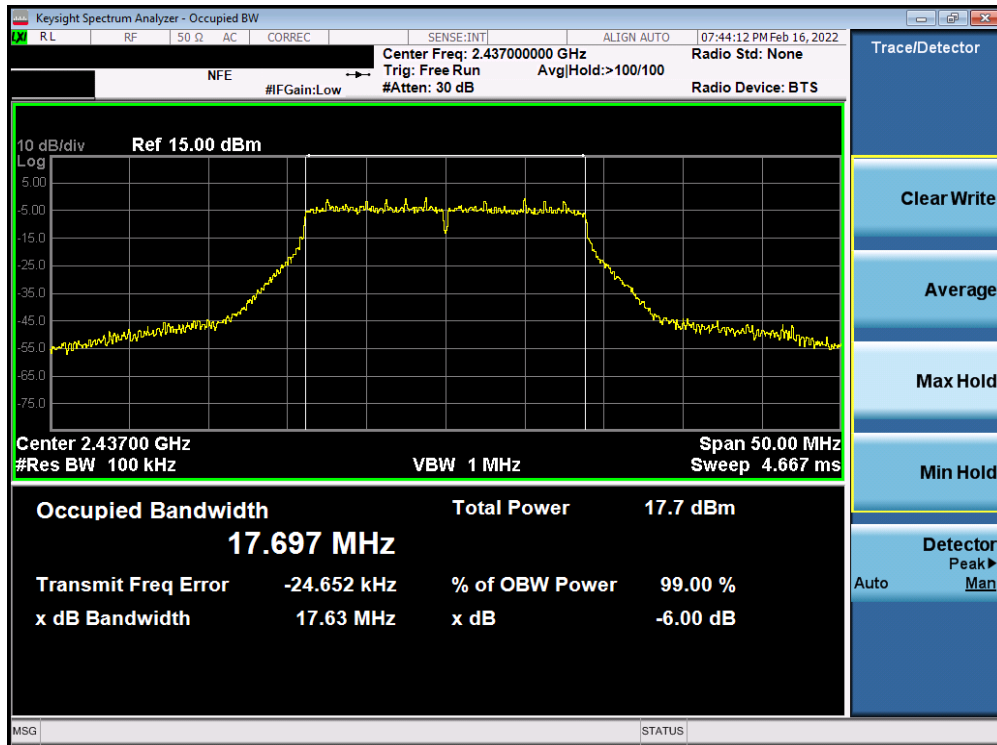 Keysight Spectrum Analyzer - Occupied BW
LXI RL RF 50 Ω AC CORREC SENSE:INT ALIGN AUTO 07:44:12 PM Feb 16, 2022
Center Freq: 2.437000000 GHz Radio Std: None
NFE Trig: Free Run Avg|Hold:>100/100
#IFGain:Low #Atten: 30 dB Radio Device: BTS
10 dB/div Ref 15.00 dBm
Log
5.00
-5.00
-15.0
-25.0
-35.0
-45.0
-55.0
-65.0
-75.0
Center 2.43700 GHz Span 50.00 MHz
#Res BW 100 kHz VBW 1 MHz Sweep 4.667 ms
Occupied Bandwidth Total Power 17.7 dBm
17.697 MHz
Transmit Freq Error -24.652 kHz % of OBW Power 99.00 %
x dB Bandwidth 17.63 MHz x dB -6.00 dB
MSG STATUS
Trace/Detector
Clear Write
Average
Max Hold
Min Hold
Detector
Peak▶
Auto Man